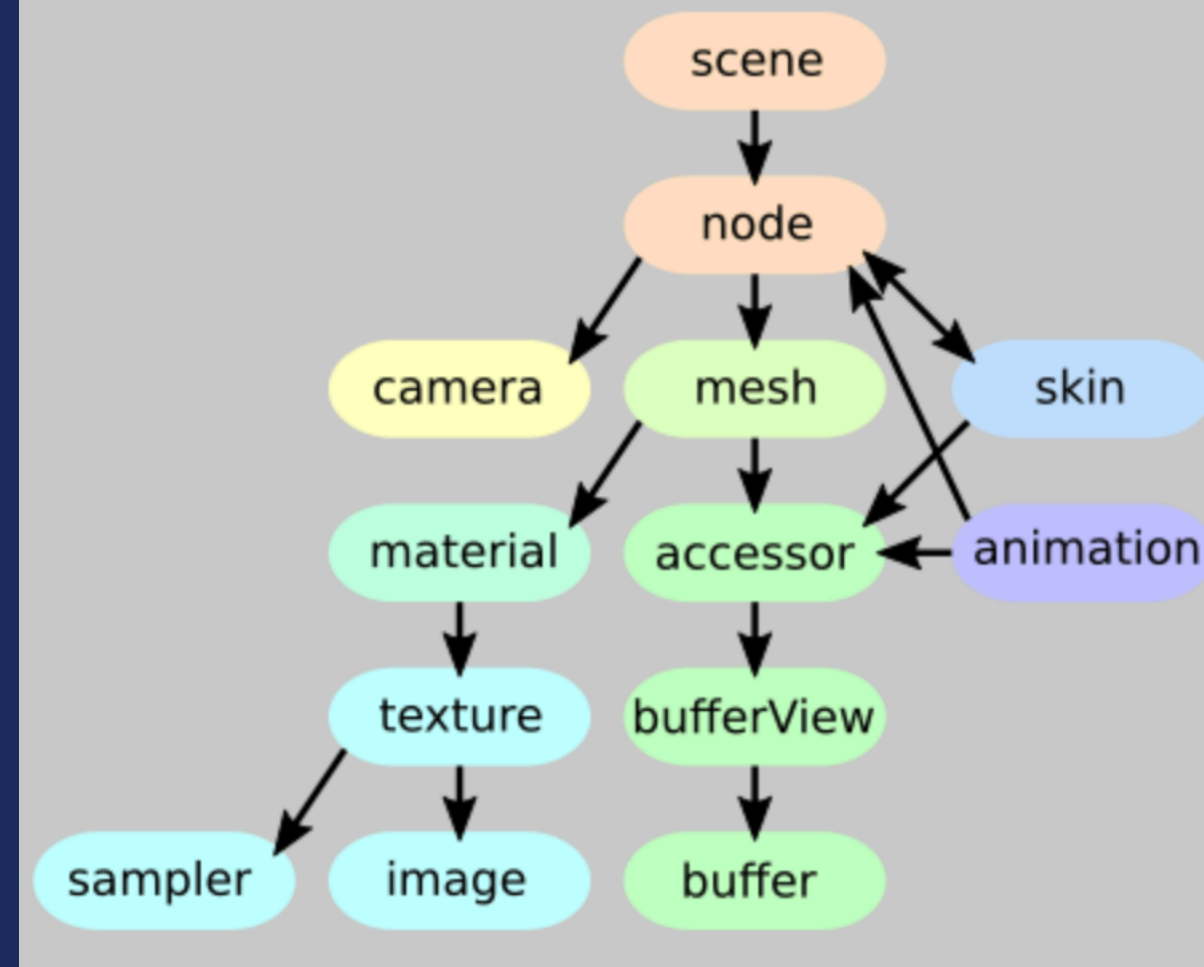 scene
node
camera
mesh
skin
material
accessor
animation
texture
bufferView
sampler
image
buffer